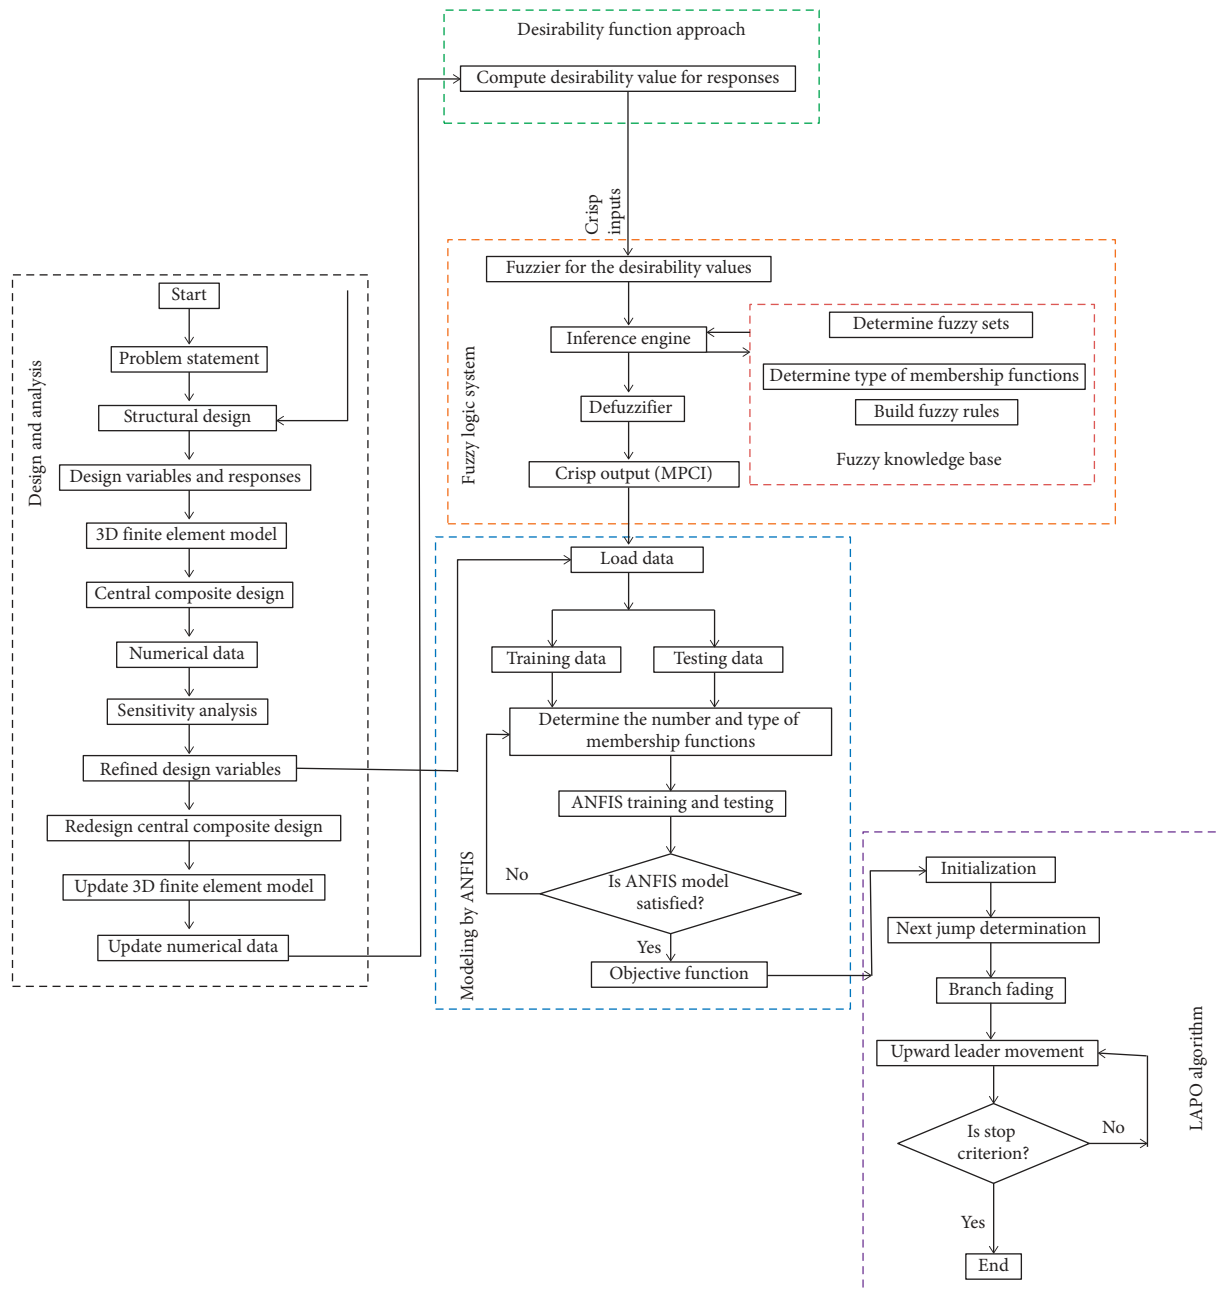 Desirability function approach
Compute desirability value for responses
Crisp
inputs
Design and analysis
Start
Problem statement
Structural design
Design variables and responses
3D finite element model
Central composite design
Numerical data
Sensitivity analysis
Refined design variables
Redesign central composite design
Update 3D finite element model
Update numerical data
Fuzzy logic system
Fuzzier for the desirability values
Inference engine
Defuzzifier
Crisp output (MPCI)
Determine fuzzy sets
Determine type of membership functions
Build fuzzy rules
Fuzzy knowledge base
Modeling by ANFIS
Load data
Training data
Testing data
Determine the number and type of
membership functions
ANFIS training and testing
Is ANFIS model
satisfied?
No
Yes
Objective function
LAPO algorithm
Initialization
Next jump determination
Branch fading
Upward leader movement
Is stop
criterion?
No
Yes
End